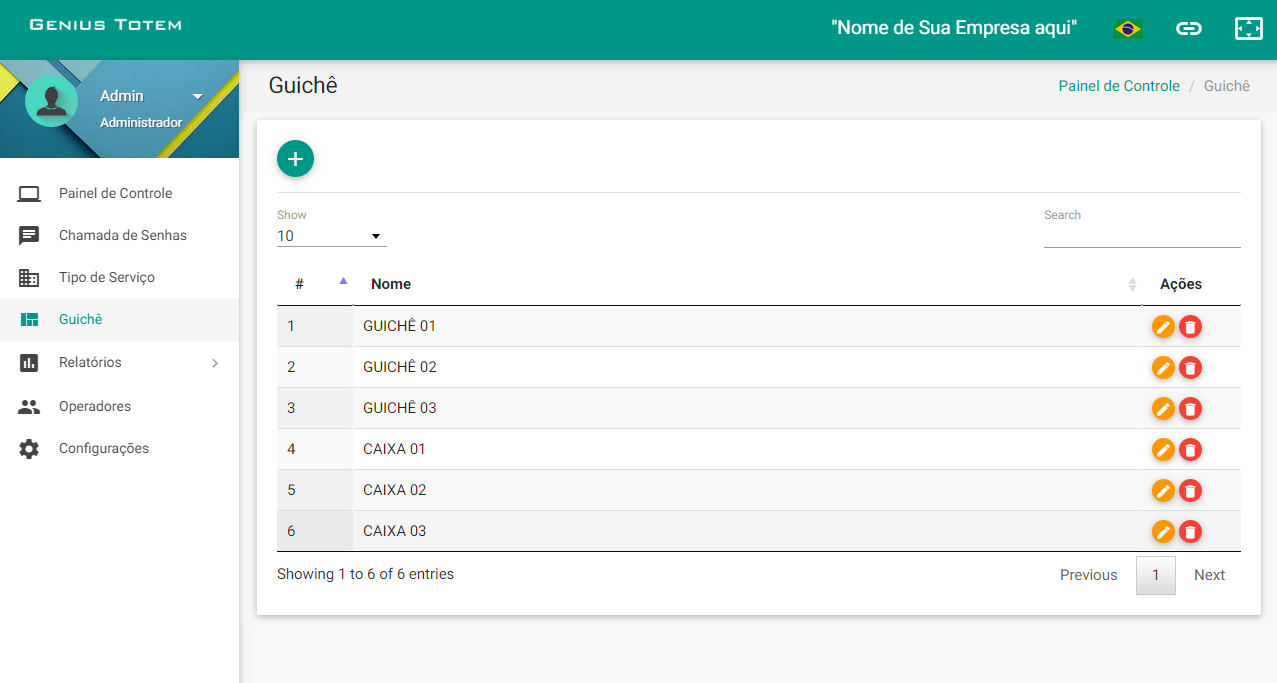 GENIUS TOTEM
"Nome de Sua Empresa aqui"
Admin
Administrador
Painel de Controle
Chamada de Senhas
Tipo de Serviço
Guichê
Relatórios
Operadores
Configurações
Guichê
Painel de Controle / Guichê
+
Show
10
Search
# Nome Ações
1 GUICHÊ 01
2 GUICHÊ 02
3 GUICHÊ 03
4 CAIXA 01
5 CAIXA 02
6 CAIXA 03
Showing 1 to 6 of 6 entries
Previous 1 Next